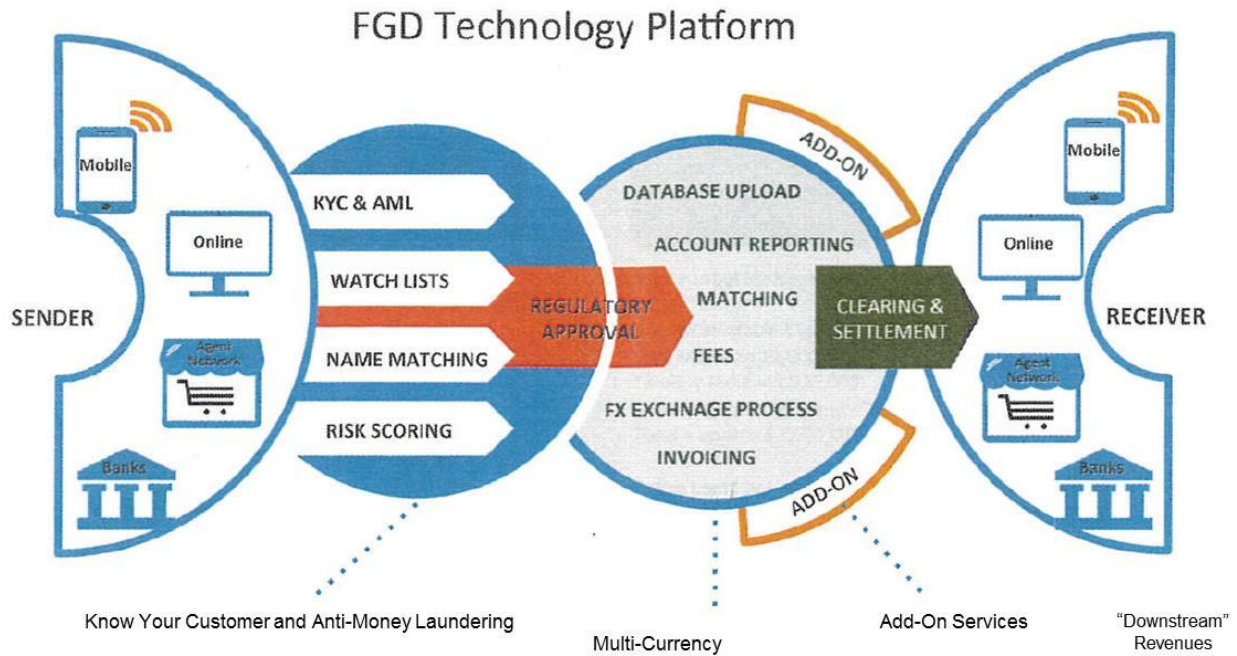 FGD Technology Platform
SENDER
Mobile
Online
Agent
Network
Banks
KYC & AML
WATCH LISTS
NAME MATCHING
RISK SCORING
REGULATORY
APPROVAL
DATABASE UPLOAD
ACCOUNT REPORTING
MATCHING
FEES
FX EXCHNAGE PROCESS
INVOICING
ADD-ON
ADD-ON
CLEARING &
SETTLEMENT
Mobile
Online
Agent
Network
Banks
RECEIVER
Know Your Customer and Anti-Money Laundering
Multi-Currency
Add-On Services
“Downstream”
Revenues